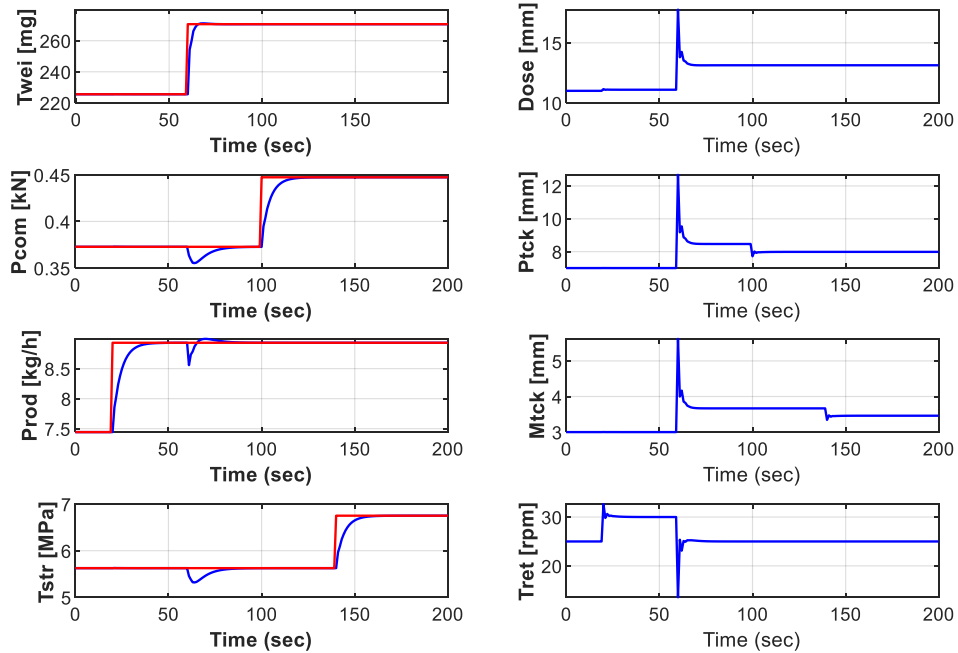 Twei [mg]
260
240
220
0 50 100 150 200
Time (sec)
Dose [mm]
15
10
0 50 100 150 200
Time (sec)
Pcom [kN]
0.45
0.4
0.35
0 50 100 150 200
Time (sec)
Ptck [mm]
12
10
8
0 50 100 150 200
Time (sec)
Prod [kg/h]
8.5
8
7.5
0 50 100 150 200
Time (sec)
Mtck [mm]
5
4
3
0 50 100 150 200
Time (sec)
Tstr [MPa]
7
6
5
0 50 100 150 200
Time (sec)
Tret [rpm]
30
20
0 50 100 150 200
Time (sec)